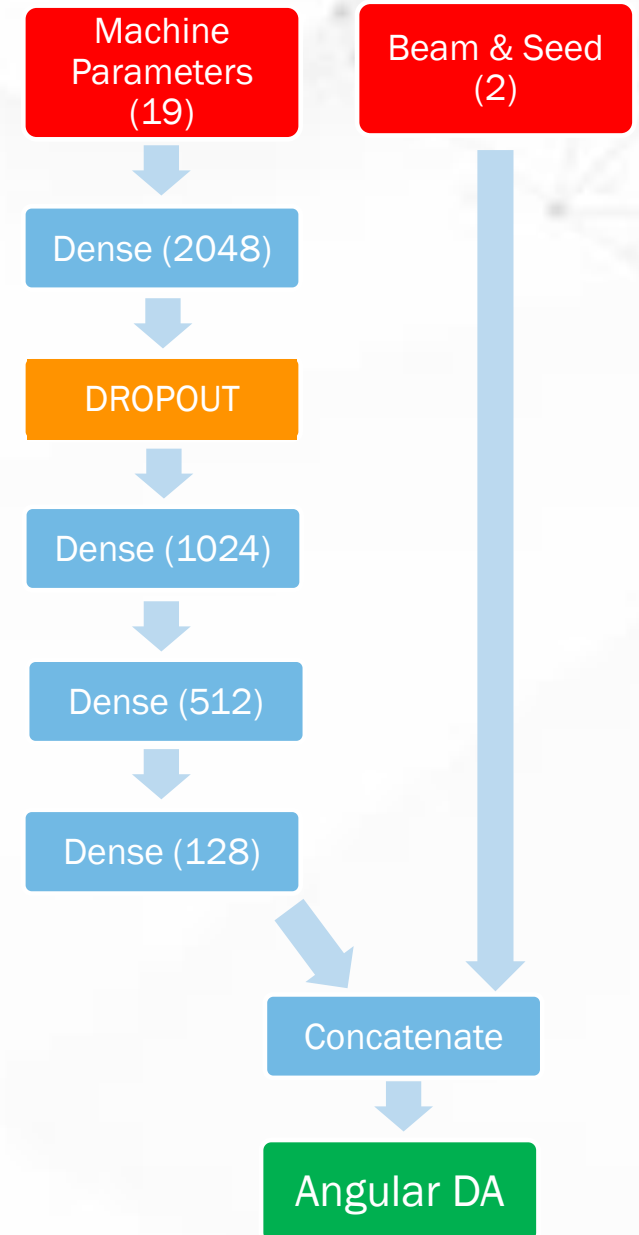 Machine
Parameters
(19)
Beam & Seed
(2)
Dense (2048)
DROPOUT
Dense (1024)
Dense (512)
Dense (128)
Concatenate
Angular DA